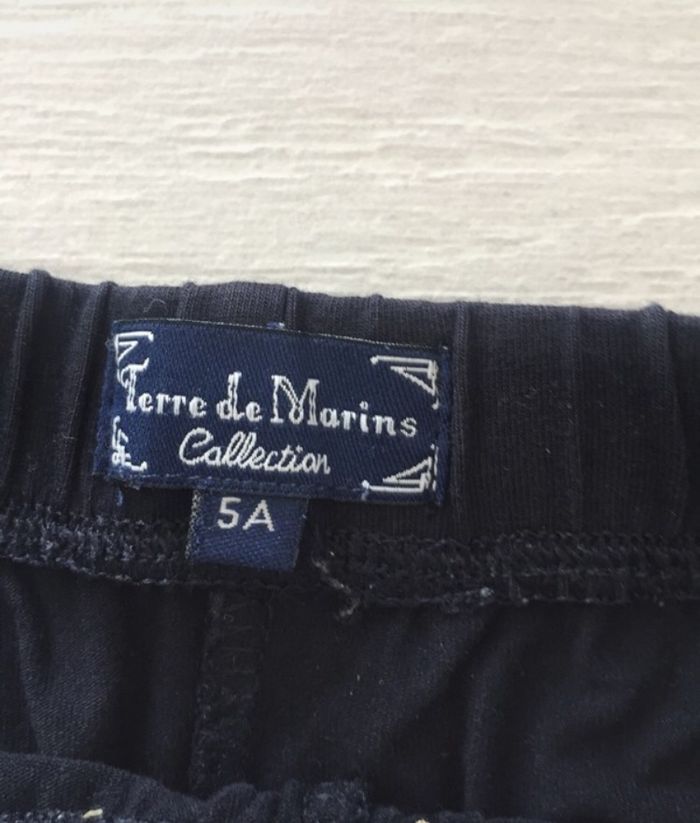 Terre de Marins
Collection
5A